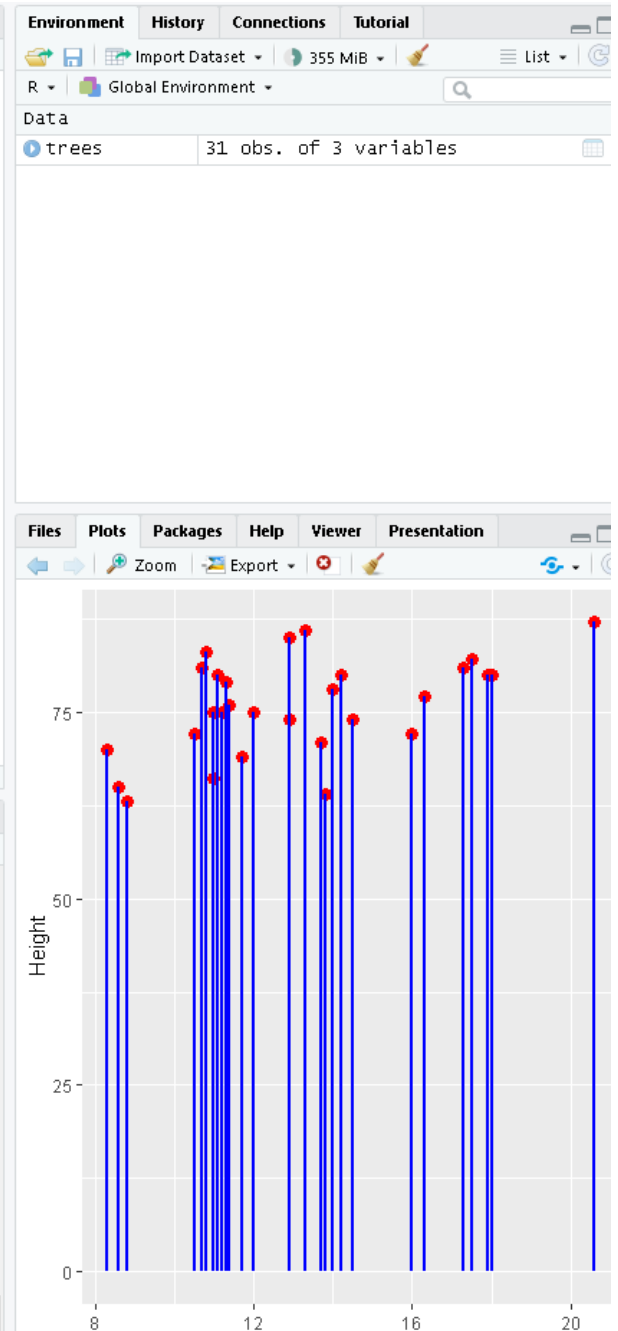 Environment History Connections Tutorial
Import Dataset 355 MiB List
R Global Environment
Data
trees 31 obs. of 3 variables
Files Plots Packages Help Viewer Presentation
Zoom Export
75
50
Height
25
0
8 12 16 20